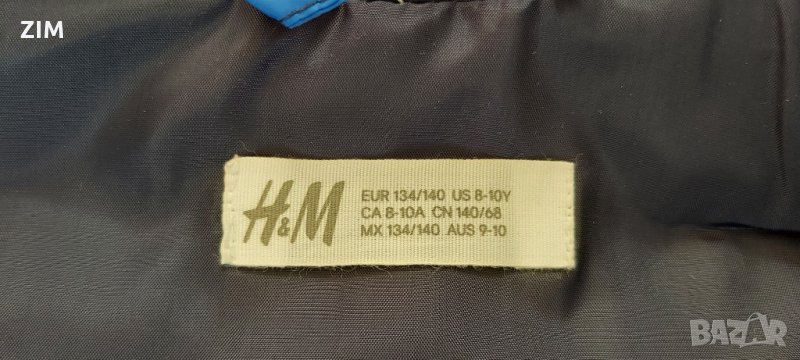 ZIM
H&M
EUR 134/140 US 8-10Y
CA 8-10A CN 140/68
MX 134/140 AUS 9-10
BAZAR